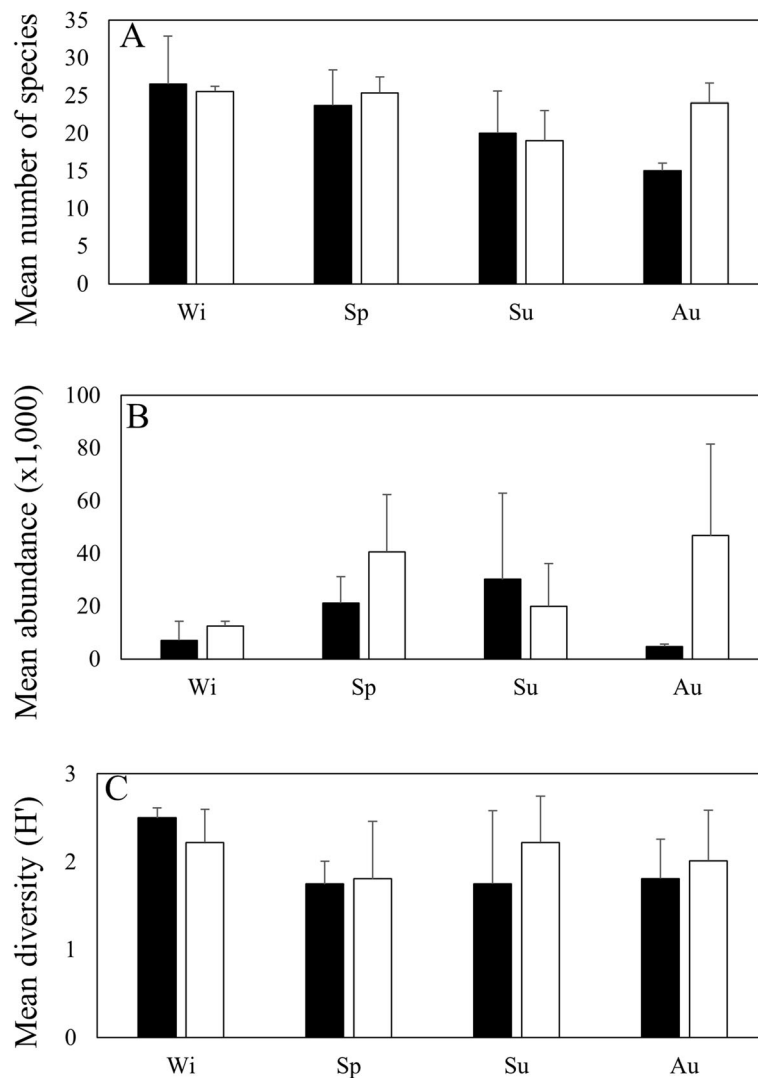 Mean number of species
A
35
30
25
20
15
10
5
0
Wi Sp Su Au
Mean abundance (x1,000)
B
100
80
60
40
20
0
Wi Sp Su Au
Mean diversity (H')
C
3
2
1
0
Wi Sp Su Au